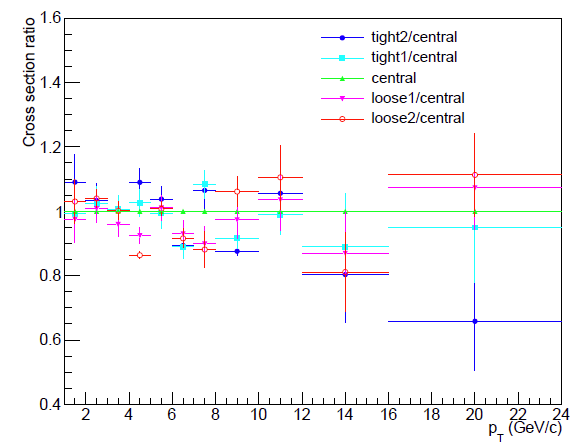 Cross section ratio
1.6
1.4
1.2
1
0.8
0.6
0.4
tight2/central
tight1/central
central
loose1/central
loose2/central
2 4 6 8 10 12 14 16 18 20 22 24
p_T (GeV/c)